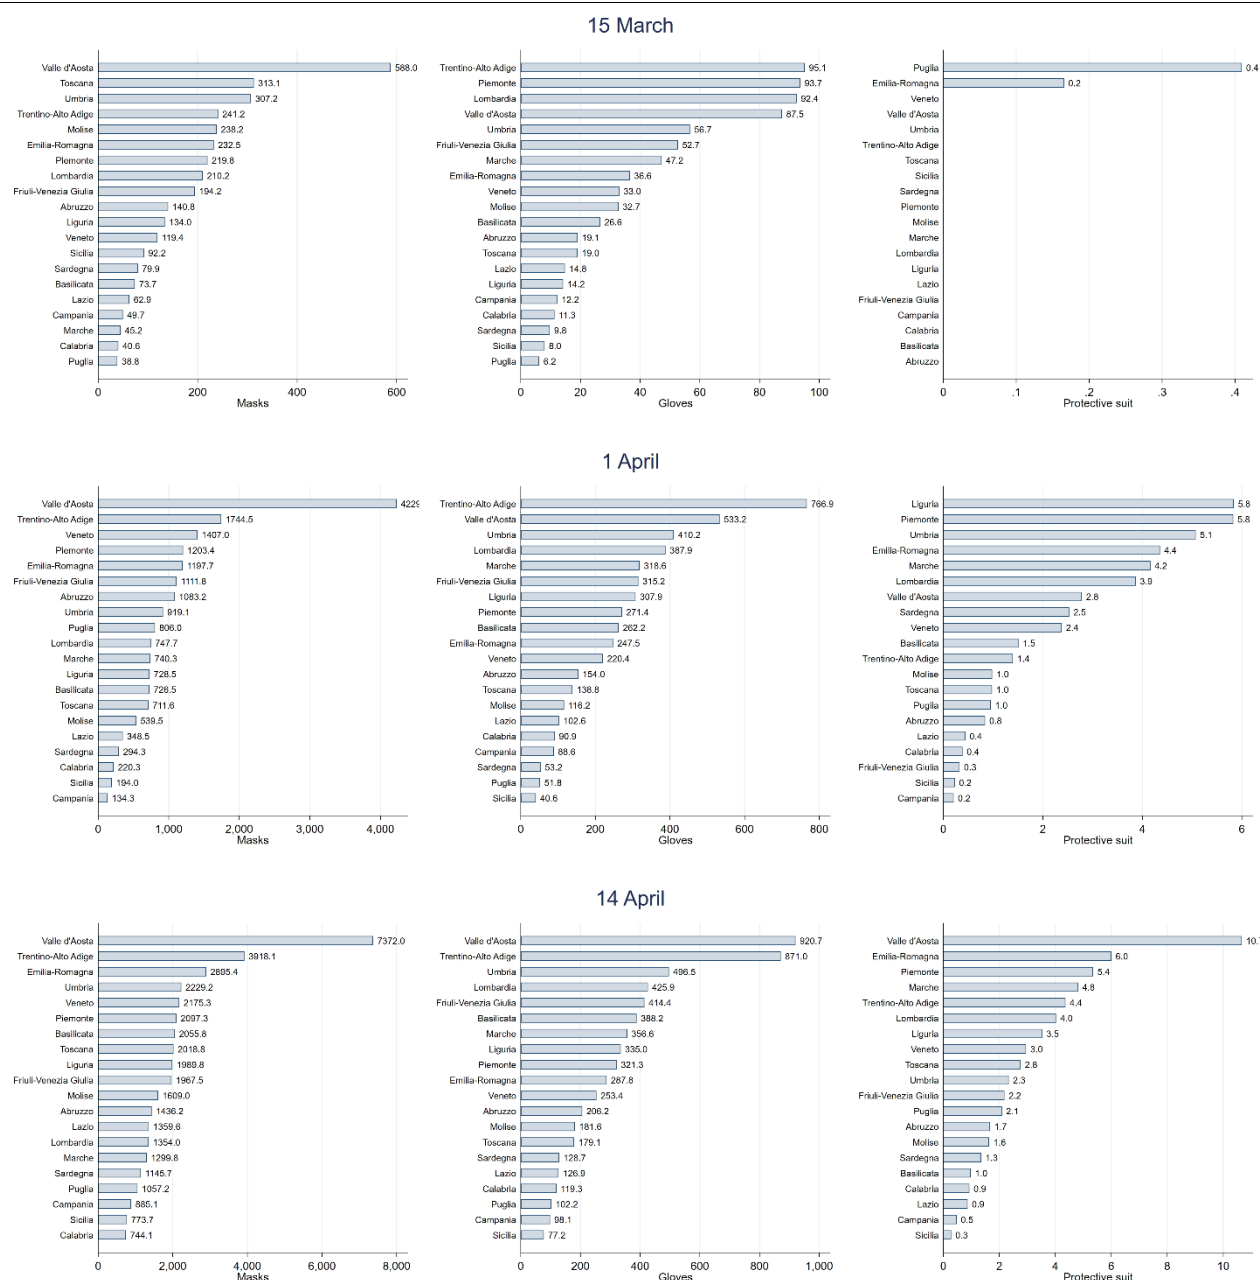 15 March
Valle d'Aosta 588.0
Toscana 313.1
Umbria 307.2
Trentino-Alto Adige 241.2
Molise 238.2
Emilia-Romagna 232.5
Piemonte 219.8
Lombardia 210.2
Friuli-Venezia Giulia 194.2
Abruzzo 140.8
Liguria 134.0
Veneto 119.4
Sicilia 92.2
Sardegna 79.9
Basilicata 73.7
Lazio 62.9
Campania 49.7
Marche 45.2
Calabria 40.6
Puglia 38.8
0 200 400 600
Masks
Trentino-Alto Adige 95.1
Piemonte 93.7
Lombardia 92.4
Valle d'Aosta 87.5
Umbria 56.7
Friuli-Venezia Giulia 52.7
Marche 47.2
Emilia-Romagna 36.6
Veneto 33.0
Molise 32.7
Basilicata 26.6
Abruzzo 19.1
Toscana 19.0
Lazio 14.8
Liguria 14.2
Campania 12.2
Calabria 11.3
Sardegna 9.8
Sicilia 8.0
Puglia 6.2
0 20 40 60 80 100
Gloves
Puglia 0.4
Emilia-Romagna 0.2
Veneto
Valle d'Aosta
Umbria
Trentino-Alto Adige
Toscana
Sicilia
Sardegna
Piemonte
Molise
Marche
Lombardia
Liguria
Lazio
Friuli-Venezia Giulia
Campania
Calabria
Basilicata
Abruzzo
0 .1 .2 .3 .4
Protective suit
1 April
Valle d'Aosta 4229
Trentino-Alto Adige 1744.5
Veneto 1407.0
Piemonte 1203.4
Emilia-Romagna 1197.7
Friuli-Venezia Giulia 1111.8
Abruzzo 1083.2
Umbria 919.1
Puglia 806.0
Lombardia 747.7
Marche 740.3
Liguria 728.5
Basilicata 726.5
Toscana 711.6
Molise 539.5
Lazio 348.5
Sardegna 294.3
Calabria 220.3
Sicilia 194.0
Campania 134.3
0 1,000 2,000 3,000 4,000
Masks
Trentino-Alto Adige 766.9
Valle d'Aosta 533.2
Umbria 410.2
Lombardia 387.9
Marche 318.6
Friuli-Venezia Giulia 315.2
Liguria 307.9
Piemonte 271.4
Basilicata 262.2
Emilia-Romagna 247.5
Veneto 220.4
Abruzzo 154.0
Toscana 138.8
Molise 116.2
Lazio 102.6
Calabria 90.9
Campania 88.6
Sardegna 53.2
Puglia 51.8
Sicilia 40.6
0 200 400 600 800
Gloves
Liguria 5.8
Piemonte 5.8
Umbria 5.1
Emilia-Romagna 4.4
Marche 4.2
Lombardia 3.9
Valle d'Aosta 2.8
Sardegna 2.5
Veneto 2.4
Basilicata 1.5
Trentino-Alto Adige 1.4
Molise 1.0
Toscana 1.0
Puglia 1.0
Abruzzo 0.8
Lazio 0.4
Calabria 0.4
Friuli-Venezia Giulia 0.3
Sicilia 0.2
Campania 0.2
0 2 4 6
Protective suit
14 April
Valle d'Aosta 7372.0
Trentino-Alto Adige 3918.1
Emilia-Romagna 2895.4
Umbria 2229.2
Veneto 2175.3
Piemonte 2097.3
Basilicata 2055.8
Toscana 2018.8
Liguria 1989.8
Friuli-Venezia Giulia 1967.5
Molise 1609.0
Abruzzo 1436.2
Lazio 1359.6
Lombardia 1354.0
Marche 1299.8
Sardegna 1145.7
Puglia 1057.2
Campania 885.1
Sicilia 773.7
Calabria 744.1
0 2,000 4,000 6,000 8,000
Masks
Valle d'Aosta 920.7
Trentino-Alto Adige 871.0
Umbria 496.5
Lombardia 425.9
Friuli-Venezia Giulia 414.4
Basilicata 388.2
Marche 356.6
Liguria 335.0
Piemonte 321.3
Emilia-Romagna 287.8
Veneto 253.4
Abruzzo 206.2
Molise 181.6
Toscana 179.1
Sardegna 128.7
Lazio 126.9
Calabria 119.3
Puglia 102.2
Campania 98.1
Sicilia 77.2
0 200 400 600 800 1,000
Gloves
Valle d'Aosta 10.
Emilia-Romagna 6.0
Piemonte 5.4
Marche 4.8
Trentino-Alto Adige 4.4
Lombardia 4.0
Liguria 3.5
Veneto 3.0
Toscana 2.8
Umbria 2.3
Friuli-Venezia Giulia 2.2
Puglia 2.1
Abruzzo 1.7
Molise 1.6
Sardegna 1.3
Basilicata 1.0
Calabria 0.9
Lazio 0.9
Campania 0.5
Sicilia 0.3
0 2 4 6 8 10
Protective suit